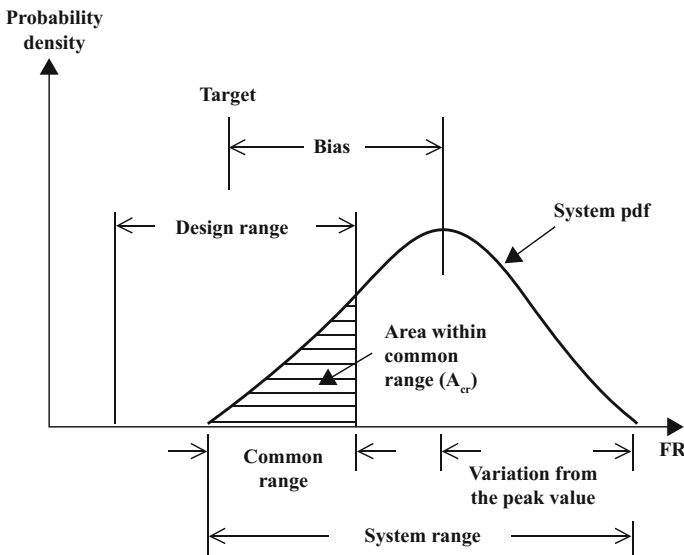 Probability
density
Target
Bias
Design range
System pdf
Area within
common
range (Acr)
FR
Common
range
Variation from
the peak value
System range